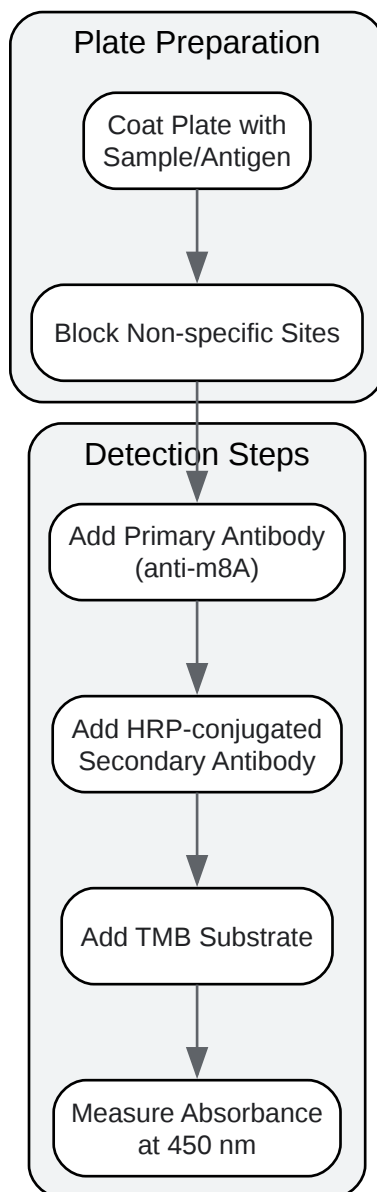 Plate Preparation
Coat Plate with
Sample/Antigen
Block Non-specific Sites
Detection Steps
Add Primary Antibody
(anti-m8A)
Add HRP-conjugated
Secondary Antibody
Add TMB Substrate
Measure Absorbance
at 450 nm